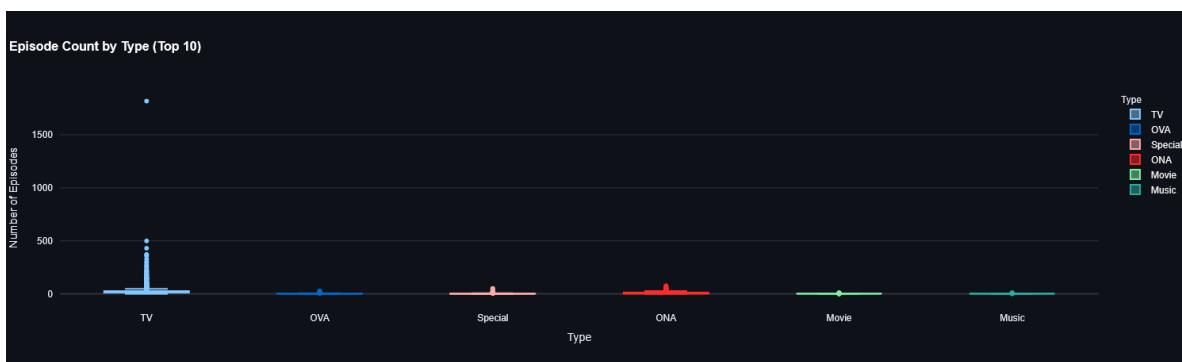 Episode Count by Type (Top 10)
Type
TV
OVA
Special
ONA
Movie
Music
Number of Episodes
1500
1000
500
0
TV
OVA
Special
ONA
Movie
Music
Type